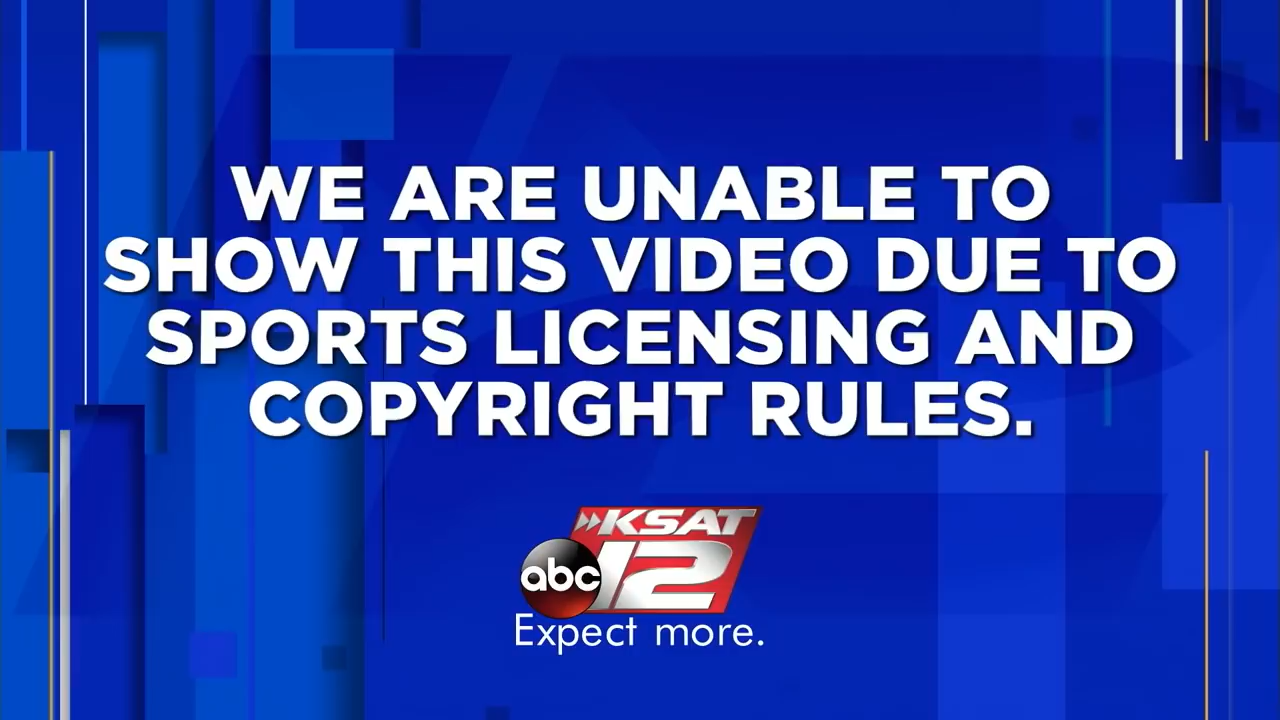 WE ARE UNABLE TO
SHOW THIS VIDEO DUE TO
SPORTS LICENSING AND
COPYRIGHT RULES.
KSAT
abc 12
Expect more.